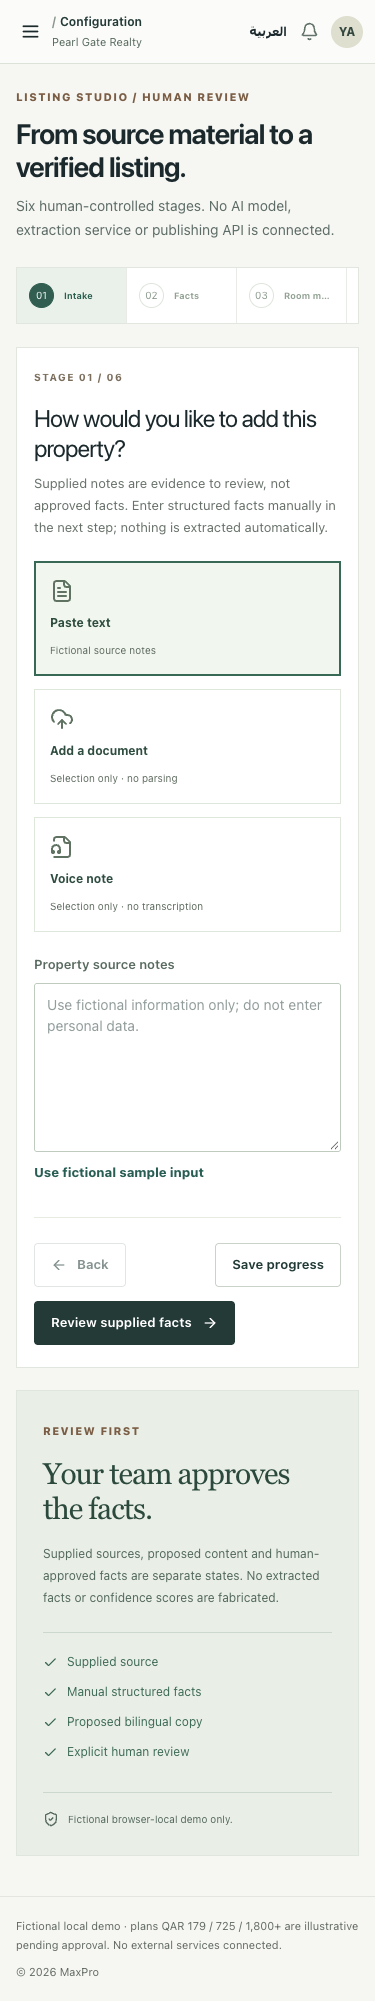 / Configuration
Pearl Gate Realty
العربية
YA
LISTING STUDIO / HUMAN REVIEW
From source material to a
verified listing.
Six human-controlled stages. No AI model,
extraction service or publishing API is connected.
01 Intake
02 Facts
03 Room m...
STAGE 01 / 06
How would you like to add this
property?
Supplied notes are evidence to review, not
approved facts. Enter structured facts manually in
the next step; nothing is extracted automatically.
Paste text
Fictional source notes
Add a document
Selection only · no parsing
Voice note
Selection only · no transcription
Property source notes
Use fictional information only; do not enter
personal data.
Use fictional sample input
Back
Save progress
Review supplied facts
REVIEW FIRST
Your team approves
the facts.
Supplied sources, proposed content and human-
approved facts are separate states. No extracted
facts or confidence scores are fabricated.
Supplied source
Manual structured facts
Proposed bilingual copy
Explicit human review
Fictional browser-local demo only.
Fictional local demo · plans QAR 179 / 725 / 1,800+ are illustrative
pending approval. No external services connected.
© 2026 MaxPro